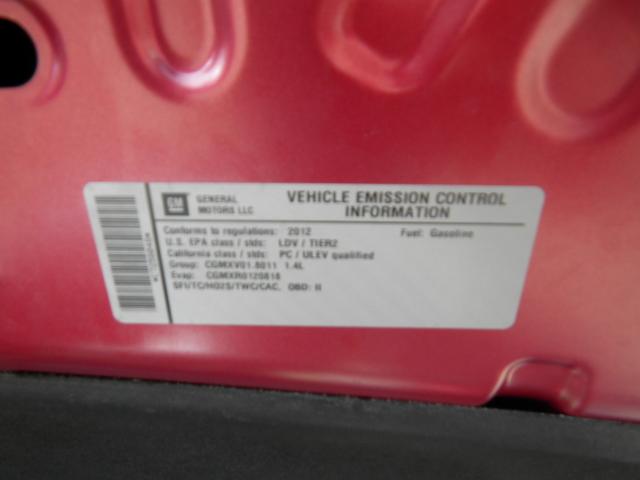 GM GENERAL MOTORS LLC
VEHICLE EMISSION CONTROL INFORMATION
Conforms to regulations: 2012 Fuel: Gasoline
U.S. EPA class / stds: LDV / TIER2
California class / stds: PC / ULEV qualified
Group: CGMXV01.8011 1.4L
Evap: CGMXR0120818
SFI/TC/HO2S/TWC/CAC, OBD: II